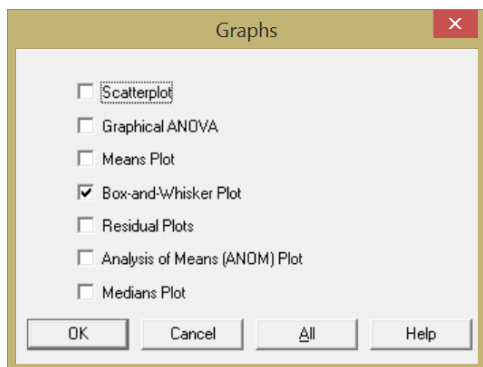 Graphs
Scatterplot
Graphical ANOVA
Means Plot
Box-and-Whisker Plot
Residual Plots
Analysis of Means (ANOM) Plot
Medians Plot
OK Cancel All Help